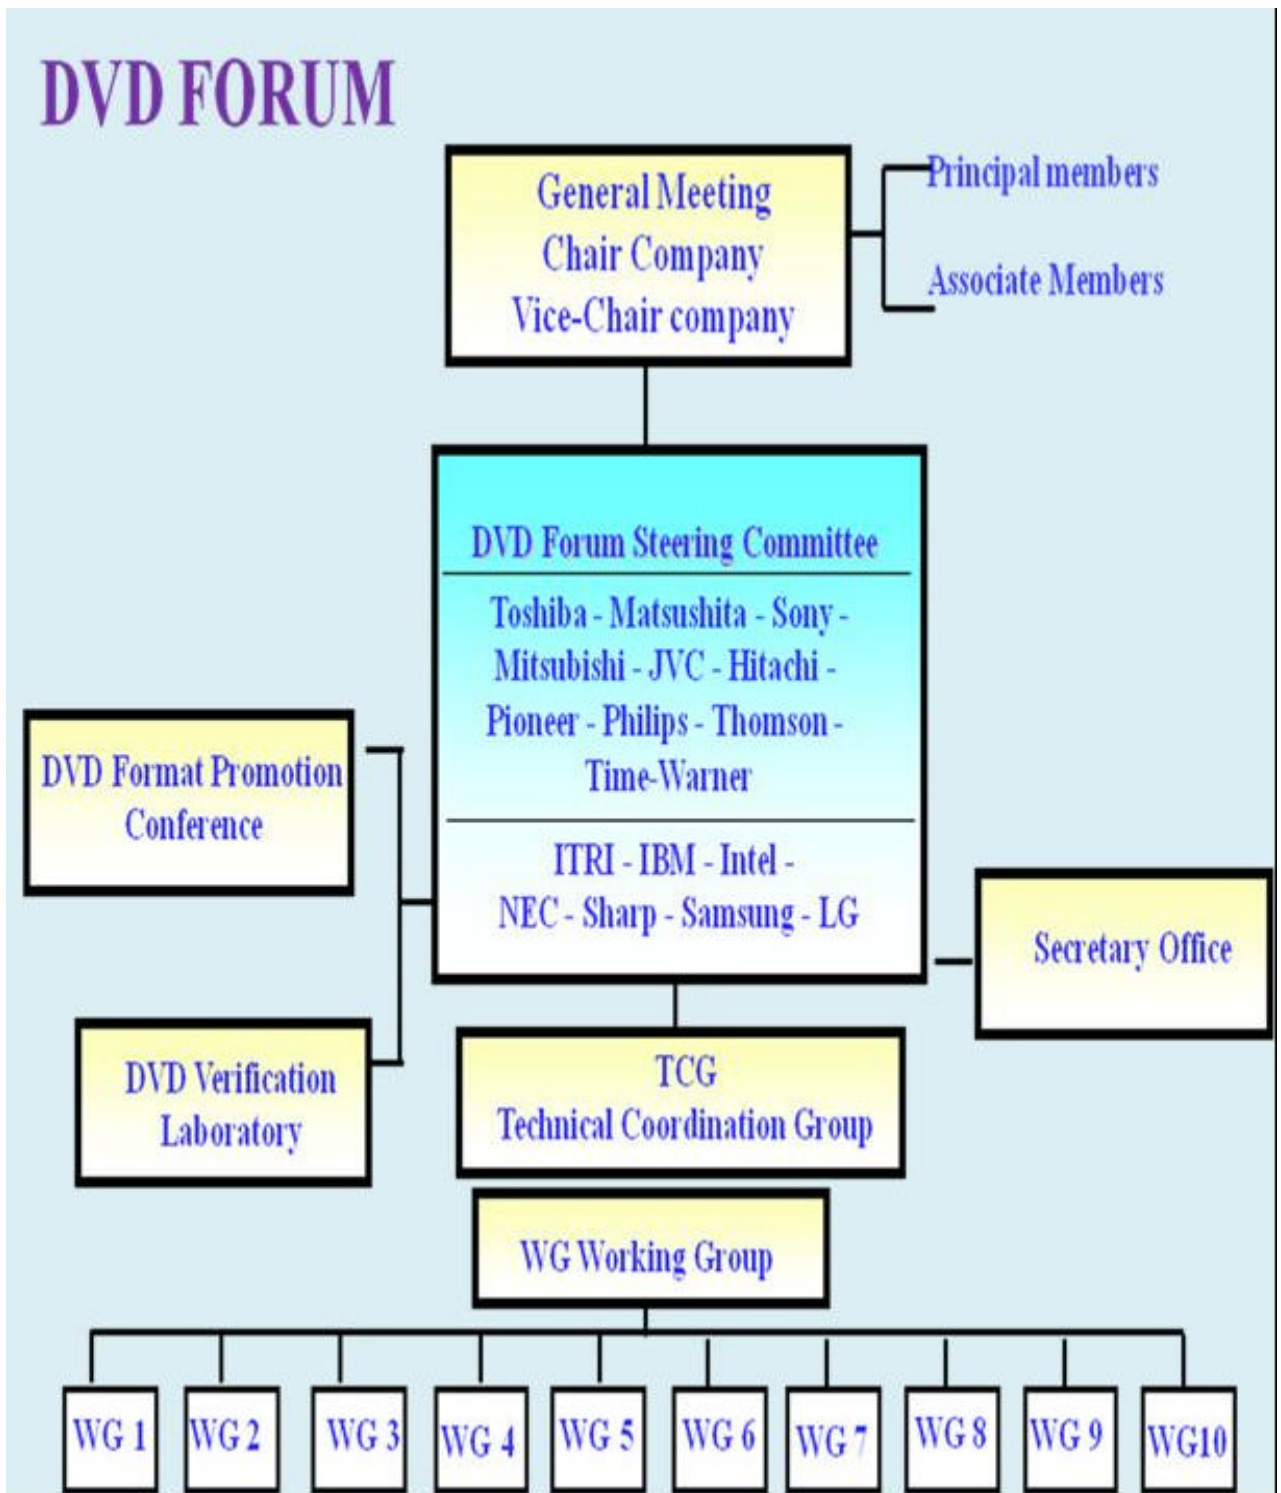 DVD FORUM
General Meeting
Chair Company
Vice-Chair company
Principal members
Associate Members
DVD Forum Steering Committee
Toshiba - Matsushita - Sony -
Mitsubishi - JVC - Hitachi -
Pioneer - Philips - Thomson -
Time-Warner
ITRI - IBM - Intel -
NEC - Sharp - Samsung - LG
DVD Format Promotion
Conference
Secretary Office
DVD Verification
Laboratory
TCG
Technical Coordination Group
WG Working Group
WG 1
WG 2
WG 3
WG 4
WG 5
WG 6
WG 7
WG 8
WG 9
WG10